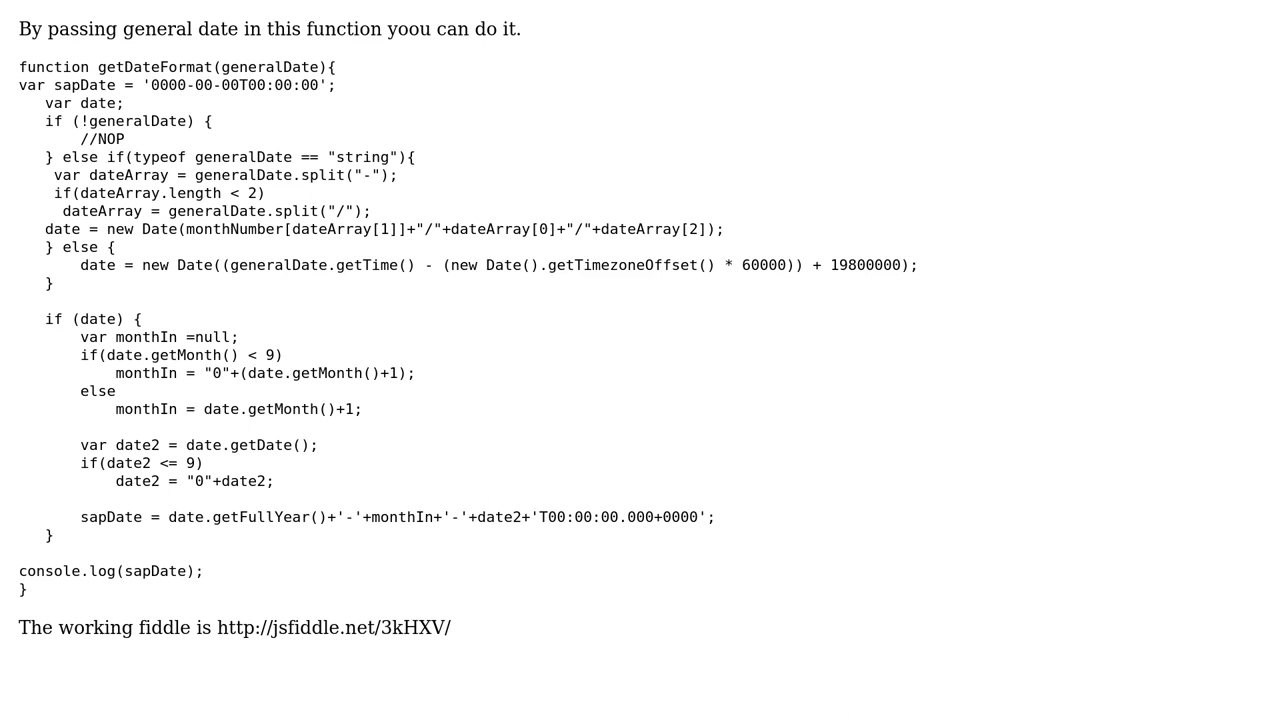 By passing general date in this function yoou can do it.
function getDateFormat(generalDate){
var sapDate = '0000-00-00T00:00:00';
   var date;
   if (!generalDate) {
       //NOP
   } else if(typeof generalDate == "string"){
    var dateArray = generalDate.split("-");
    if(dateArray.length < 2)
     dateArray = generalDate.split("/");
   date = new Date(monthNumber[dateArray[1]]+"/"+dateArray[0]+"/"+dateArray[2]);
   } else {
       date = new Date((generalDate.getTime() - (new Date().getTimezoneOffset() * 60000)) + 19800000);
   }
   if (date) {
       var monthIn =null;
       if(date.getMonth() < 9)
           monthIn = "0"+(date.getMonth()+1);
       else
           monthIn = date.getMonth()+1;
       var date2 = date.getDate();
       if(date2 <= 9)
           date2 = "0"+date2;
       sapDate = date.getFullYear()+'-'+monthIn+'-'+date2+'T00:00:00.000+0000';
   }
console.log(sapDate);
}
The working fiddle is http://jsfiddle.net/3kHXV/